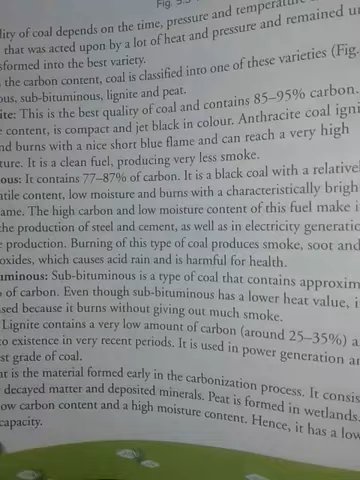 Fig. 5.5
lity of coal depends on the time, pressure and temperature
that was acted upon by a lot of heat and pressure and remained u
sformed into the best variety.
the carbon content, coal is classified into one of these varieties (Fig.
ous, sub-bituminous, lignite and peat.
ite: This is the best quality of coal and contains 85–95% carbon.
e content, is compact and jet black in colour. Anthracite coal igni
nd burns with a nice short blue flame and can reach a very high
ture. It is a clean fuel, producing very less smoke.
ous: It contains 77–87% of carbon. It is a black coal with a relative
tile content, low moisture and burns with a characteristically brigh
ame. The high carbon and low moisture content of this fuel make i
the production of steel and cement, as well as in electricity generatio
e production. Burning of this type of coal produces smoke, soot and
oxides, which causes acid rain and is harmful for health.
uminous: Sub-bituminous is a type of coal that contains approxim
of carbon. Even though sub-bituminous has a lower heat value, i
sed because it burns without giving out much smoke.
Lignite contains a very low amount of carbon (around 25–35%) a
to existence in very recent periods. It is used in power generation an
st grade of coal.
at is the material formed early in the carbonization process. It consis
decayed matter and deposited minerals. Peat is formed in wetlands.
ow carbon content and a high moisture content. Hence, it has a low
capacity.